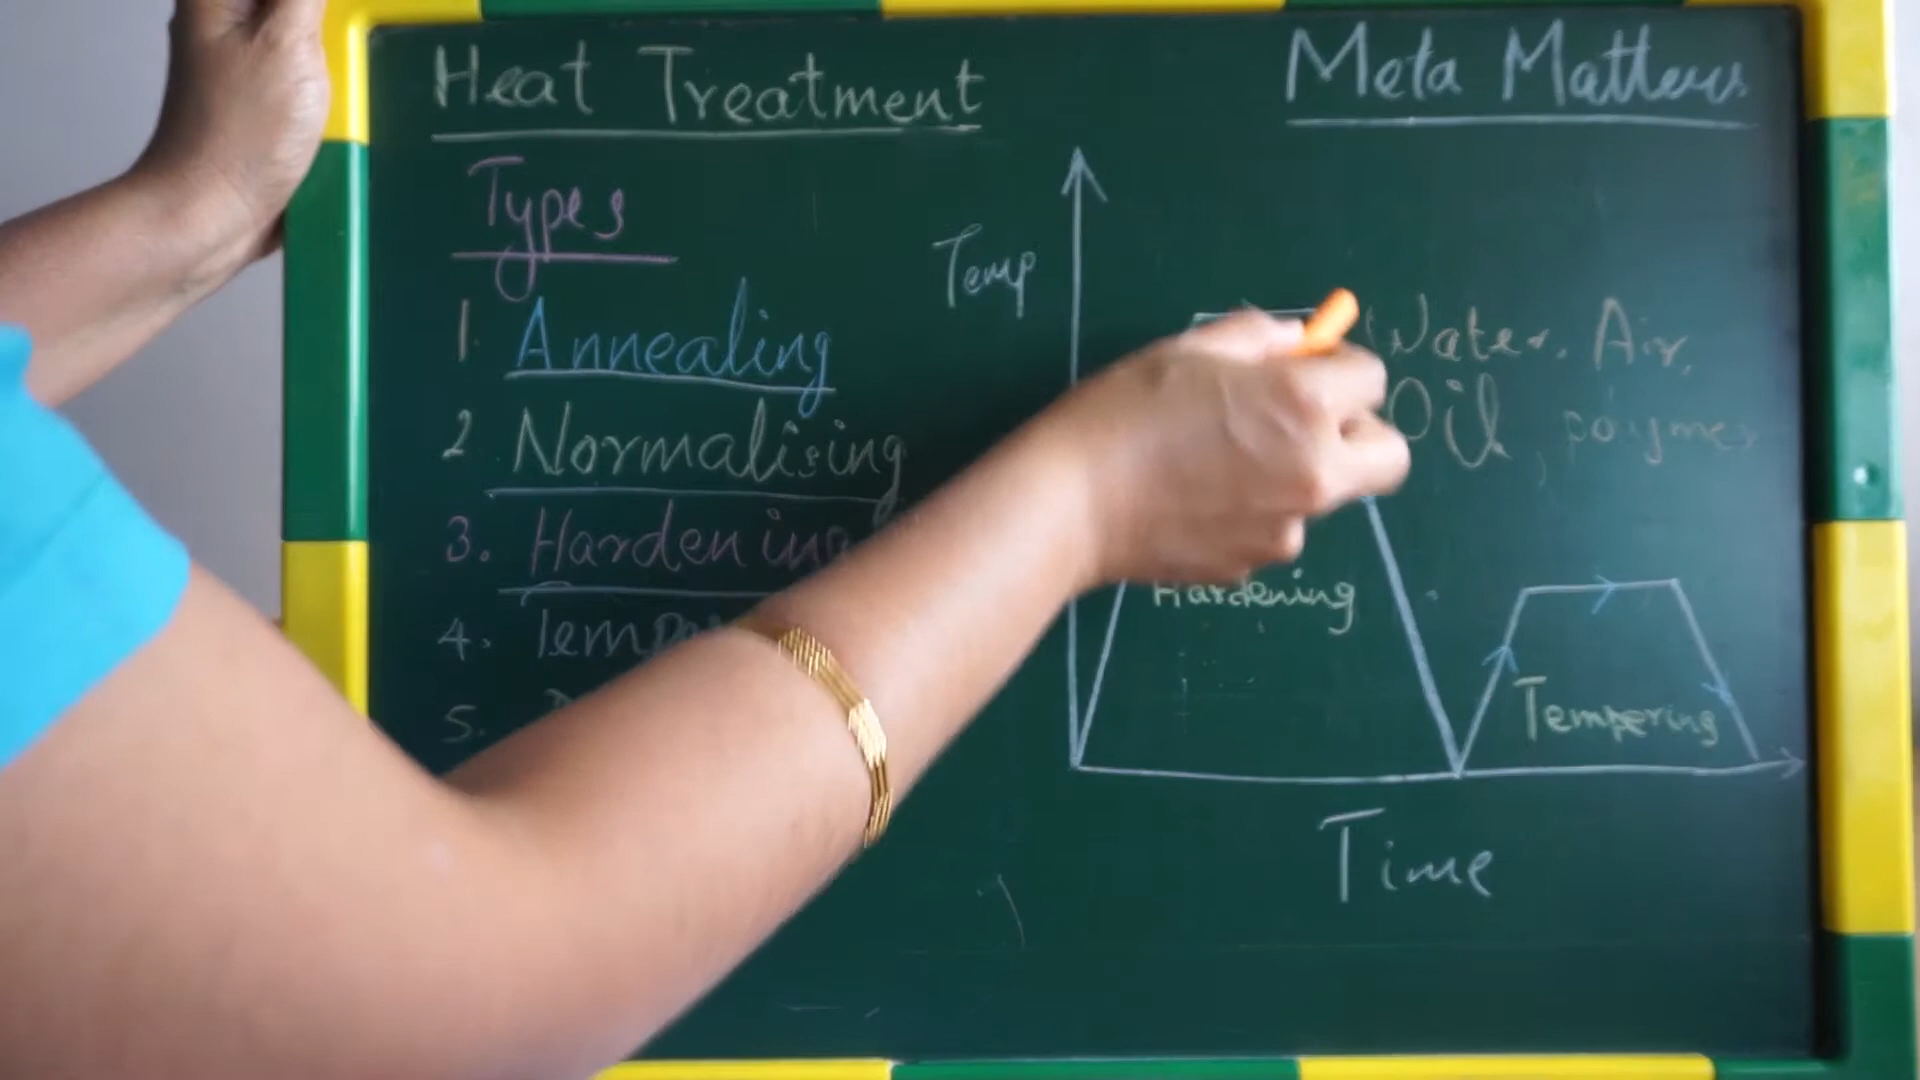 Heat Treatment
Meta Matters
Types
1. Annealing
2. Normalising
3. Hardening
4.
5.
Temp
Water, Air,
Oil, polymer
Hardening
Tempering
Time